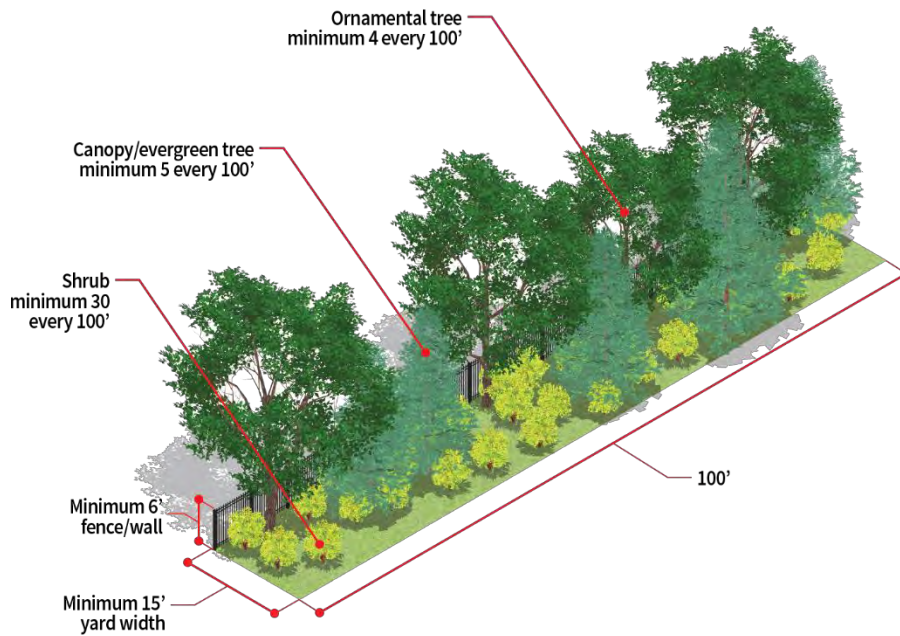 Ornamental tree
minimum 4 every 100’
Canopy/evergreen tree
minimum 5 every 100’
Shrub
minimum 30
every 100’
100’
Minimum 6’
fence/wall
Minimum 15’
yard width